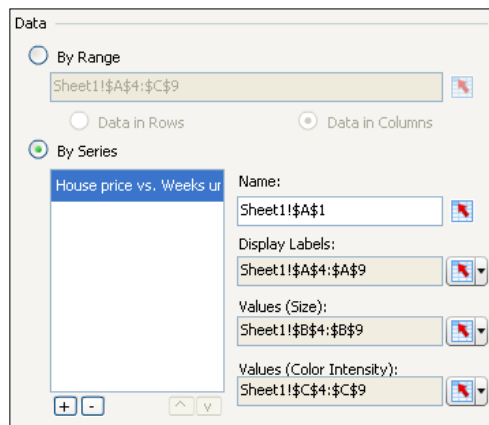 Data
By Range
Sheet1!$A$4:$C$9
Data in Rows
Data in Columns
By Series
House price vs. Weeks ur
Name:
Sheet1!$A$1
Display Labels:
Sheet1!$A$4:$A$9
Values (Size):
Sheet1!$B$4:$B$9
Values (Color Intensity):
Sheet1!$C$4:$C$9
+ - ^ v